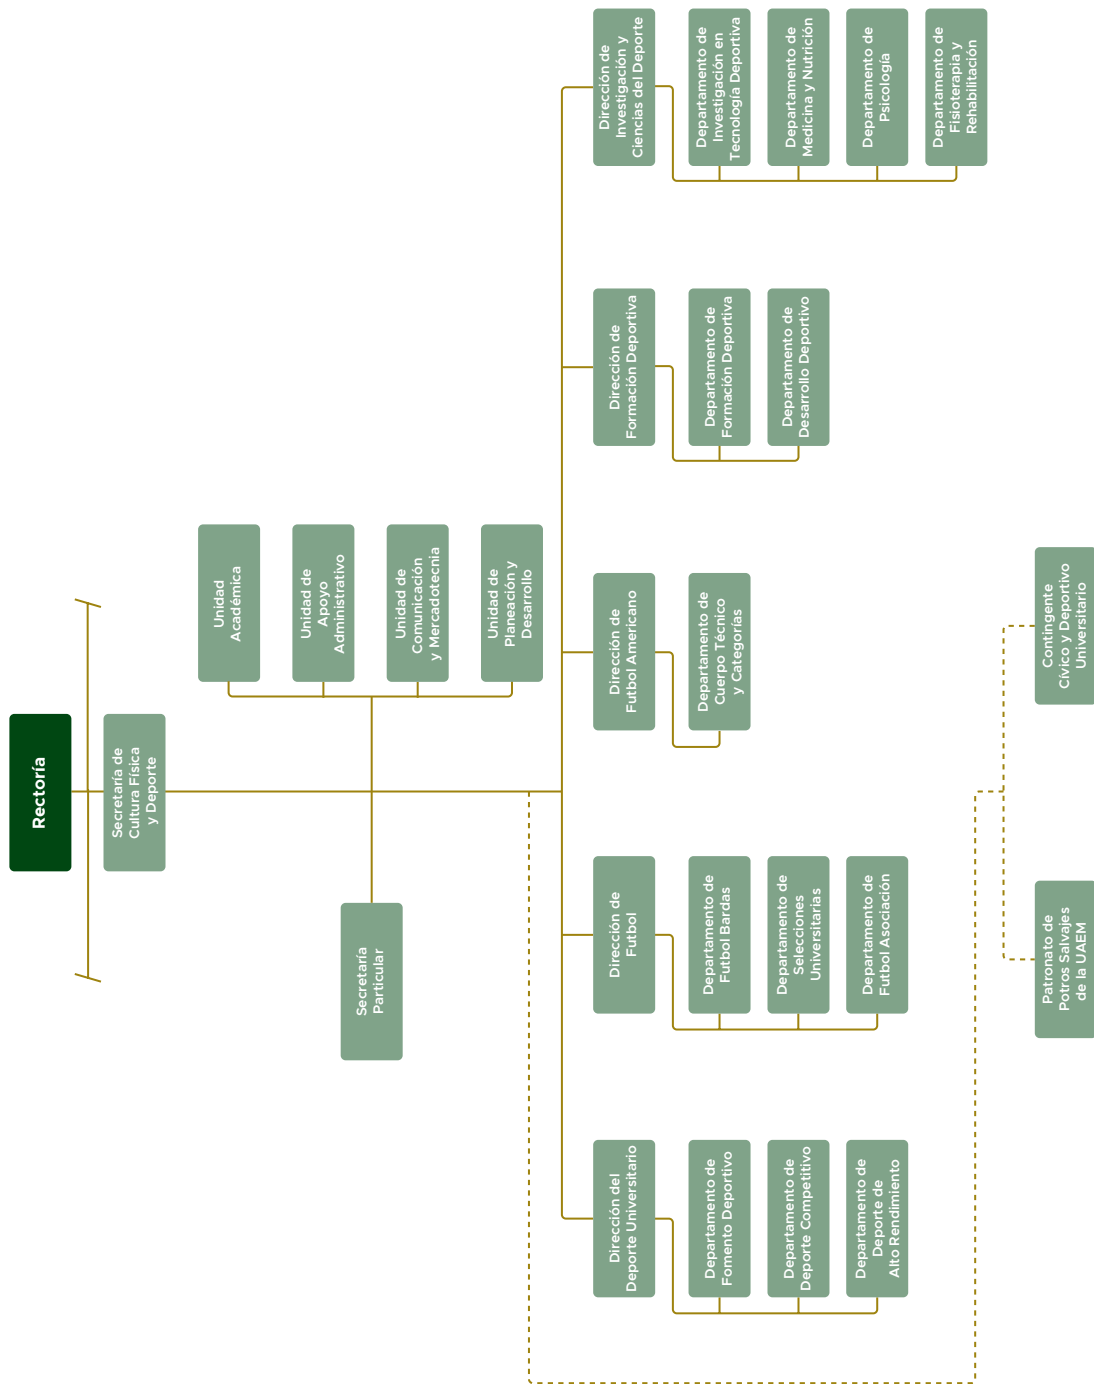 Rectoría
Secretaría de
Cultura Física
y Deporte
Secretaría
Particular
Unidad
Académica
Unidad de
Apoyo
Administrativo
Unidad de
Comunicación
y Mercadotecnia
Unidad de
Planeación y
Desarrollo
Dirección del
Deporte Universitario
Departamento de
Fomento Deportivo
Departamento de
Deporte Competitivo
Departamento de
Deporte de
Alto Rendimiento
Dirección de
Futbol
Departamento de
Futbol Bardas
Departamento de
Selecciones
Universitarias
Departamento de
Futbol Asociación
Dirección de
Futbol Americano
Departamento de
Cuerpo Técnico
y Categorías
Dirección de
Formación Deportiva
Departamento de
Formación Deportiva
Departamento de
Desarrollo Deportivo
Dirección de
Investigación y
Ciencias del Deporte
Departamento de
Investigación en
Tecnología Deportiva
Departamento de
Medicina y Nutrición
Departamento de
Psicología
Departamento de
Fisioterapia y
Rehabilitación
Patronato de
Potros Salvajes
de la UAEM
Contingente
Cívico y Deportivo
Universitario